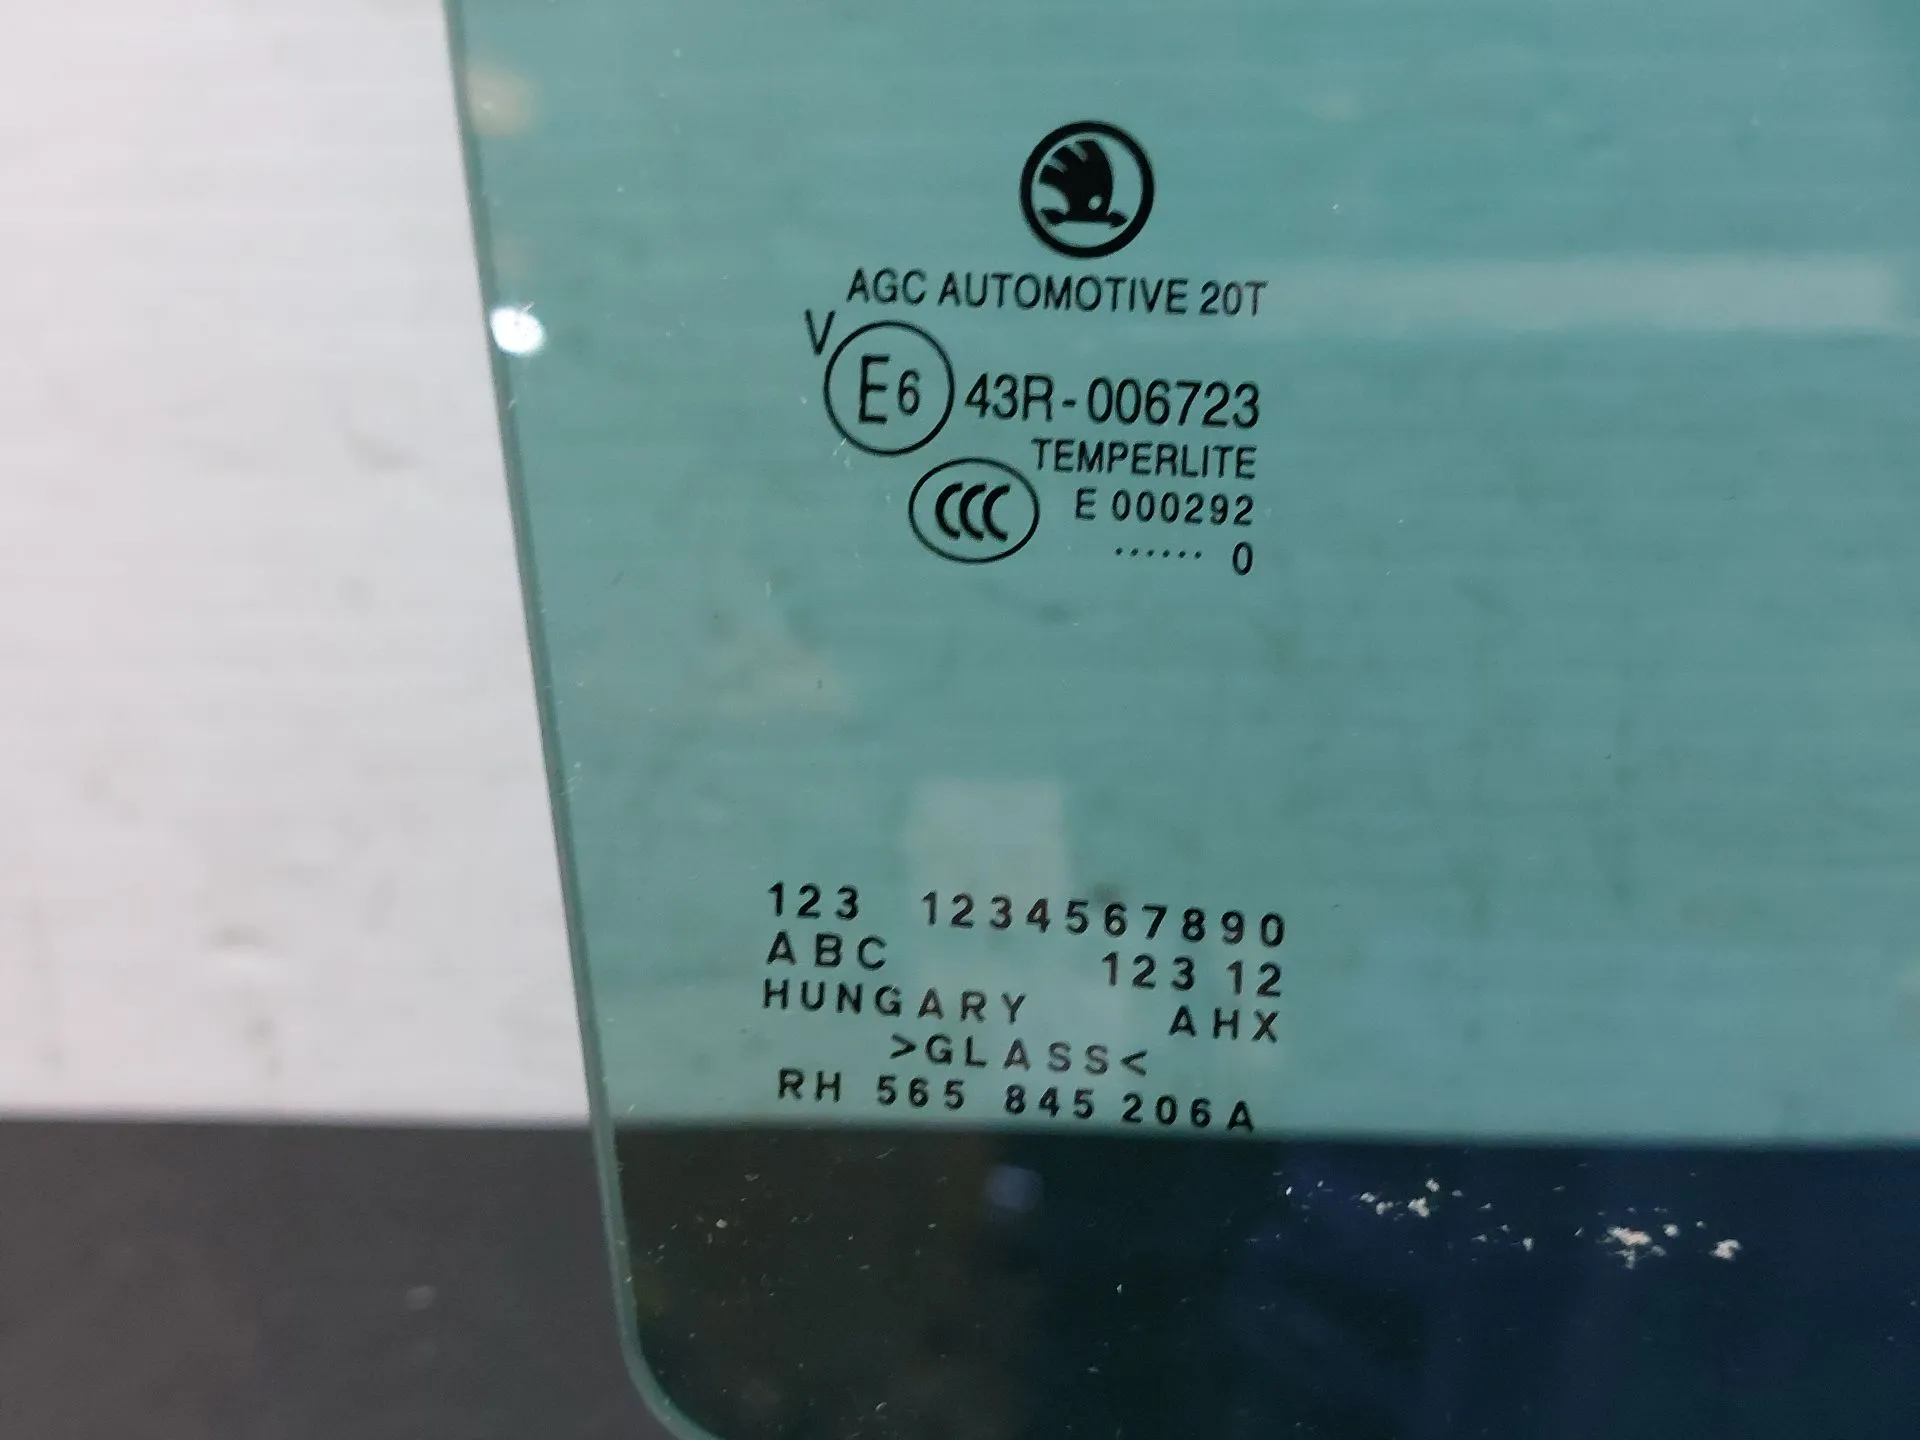 AGC AUTOMOTIVE 20T
V E6 43R-006723
TEMPERLITE
CCC E 000292
...... 0
123 1234567890
ABC 123 12
HUNGARY AHX
>GLASS<
RH 565 845 206A